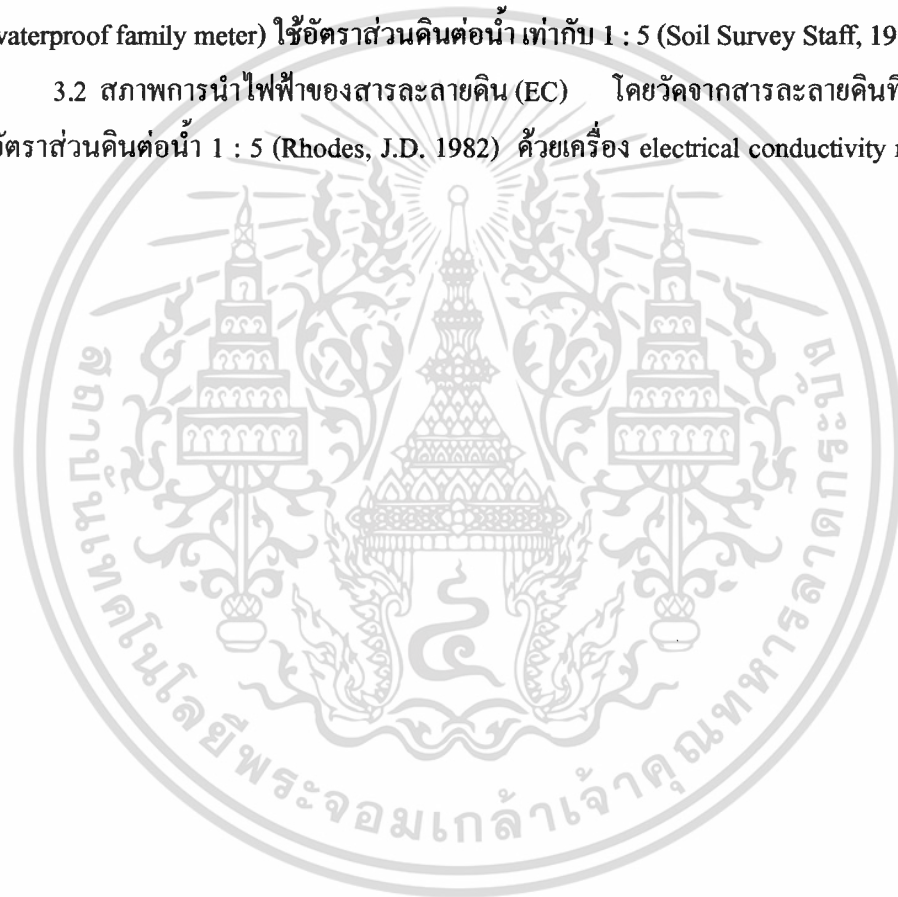 waterproof family meter) ใช้อัตราส่วนดินต่อน้ำ เท่ากับ 1 : 5 (Soil Survey Staff, 19
3.2 สภาพการนำไฟฟ้าของสารละลายดิน (EC) โดยวัดจากสารละลายดินที
อัตราส่วนดินต่อน้ำ 1 : 5 (Rhodes, J.D. 1982) ด้วยเครื่อง electrical conductivity
สถาบันเทคโนโลยีพระจอมเกล้าเจ้าคุณทหารลาดกระบัง